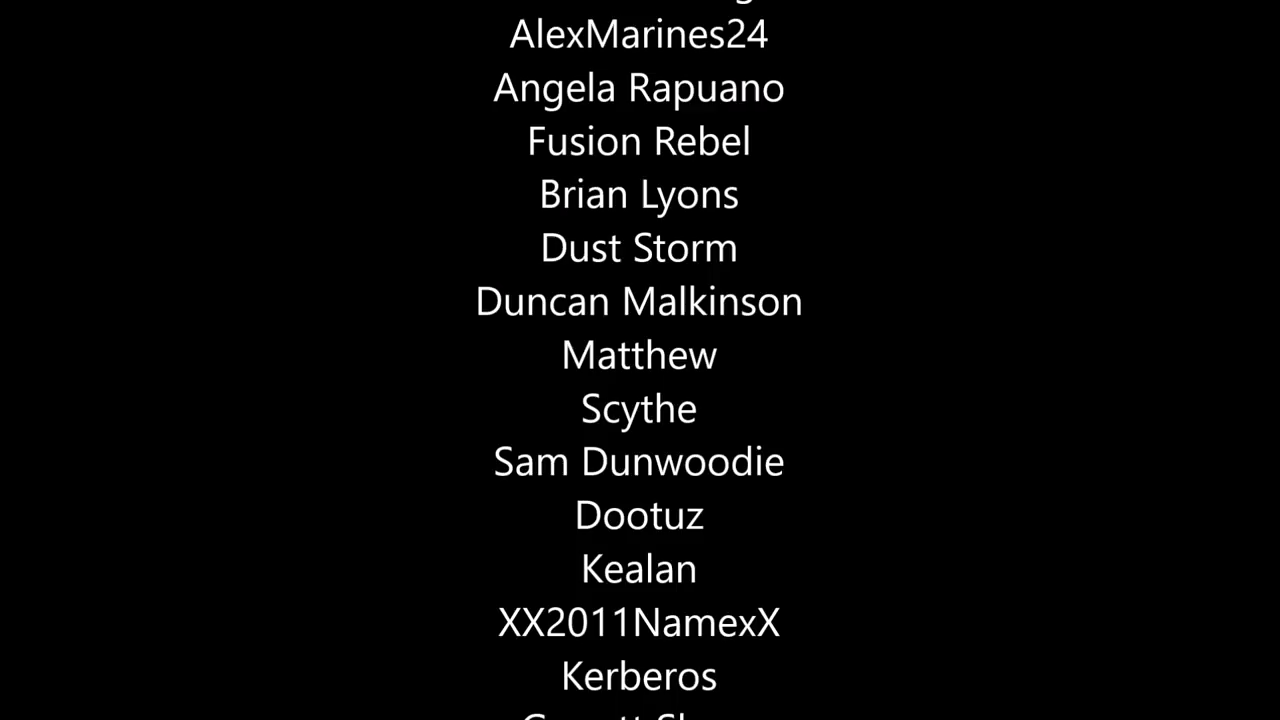 AlexMarines24
Angela Rapuano
Fusion Rebel
Brian Lyons
Dust Storm
Duncan Malkinson
Matthew
Scythe
Sam Dunwoodie
Dootuz
Kealan
XX2011NamexX
Kerberos